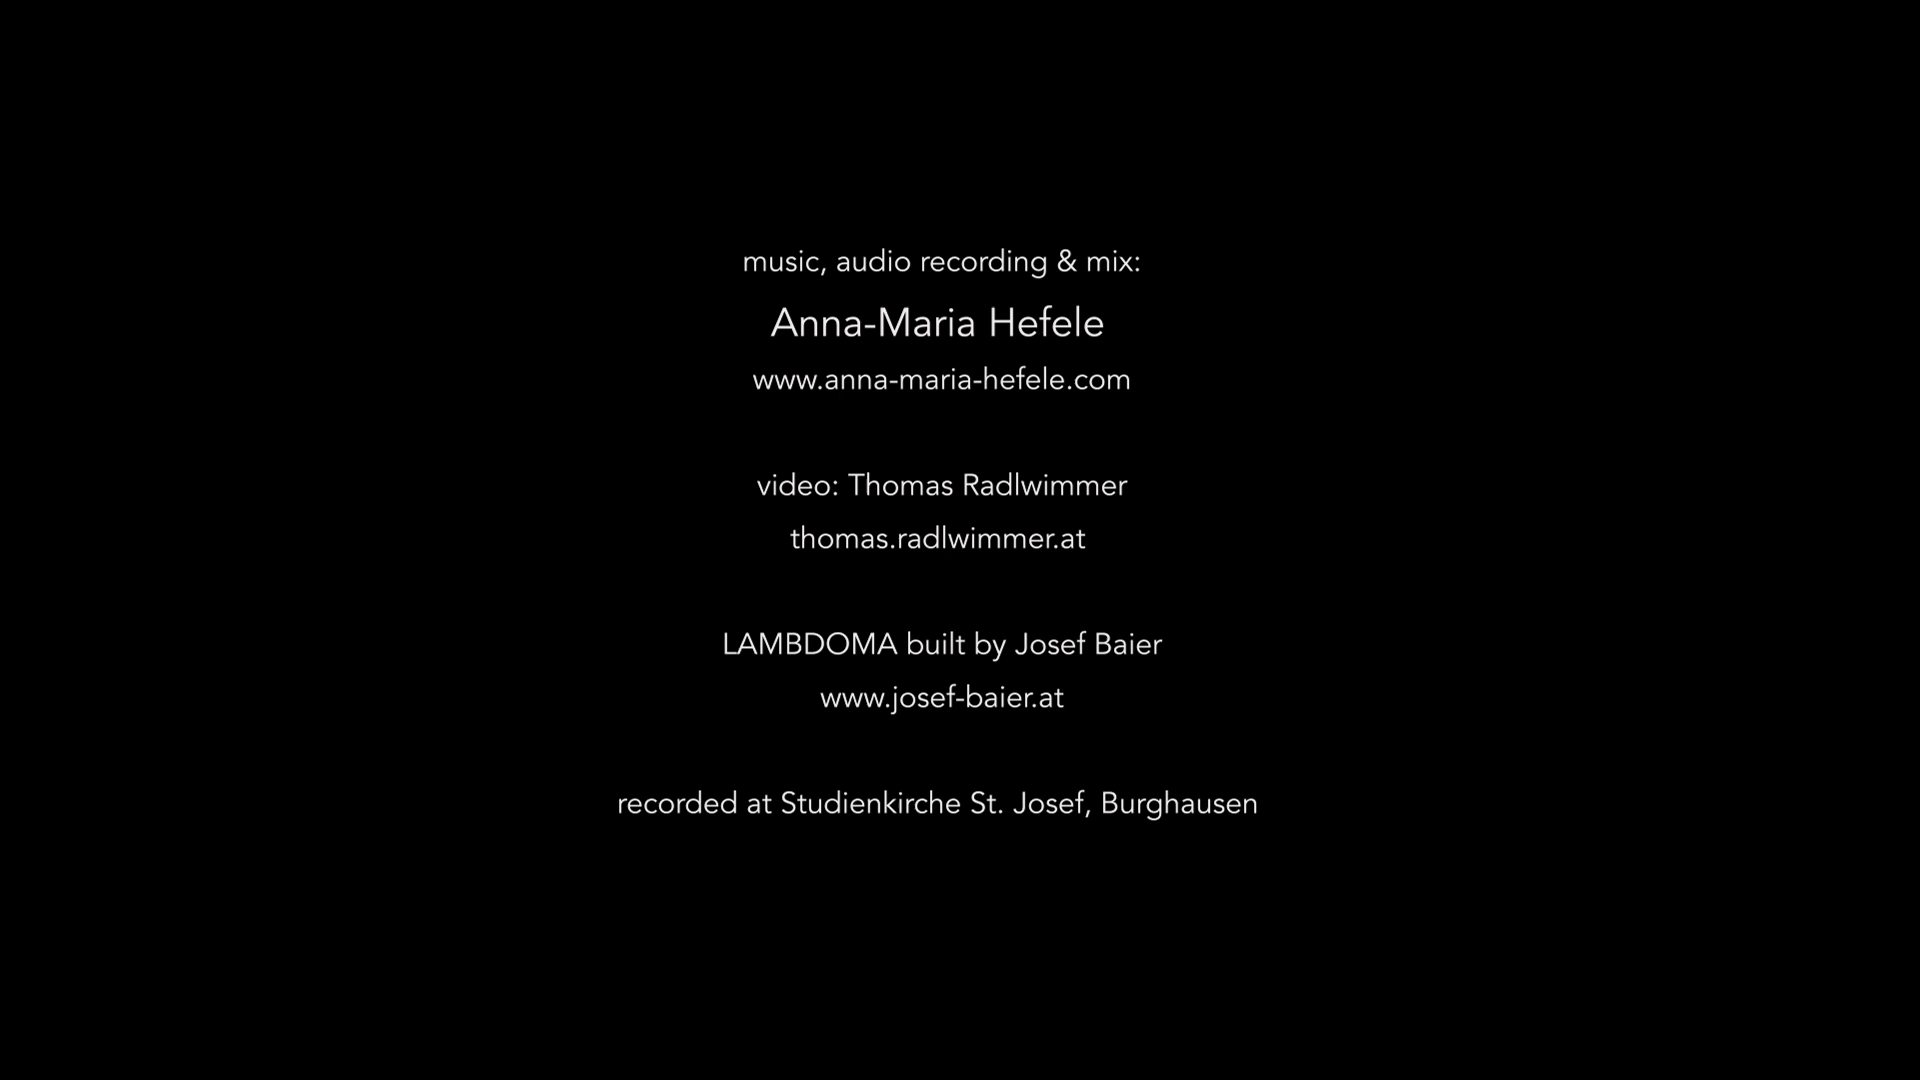 music, audio recording & mix:
Anna-Maria Hefele
www.anna-maria-hefele.com
video: Thomas Radlwimmer
thomas.radlwimmer.at
LAMBDOMA built by Josef Baier
www.josef-baier.at
recorded at Studienkirche St. Josef, Burghausen